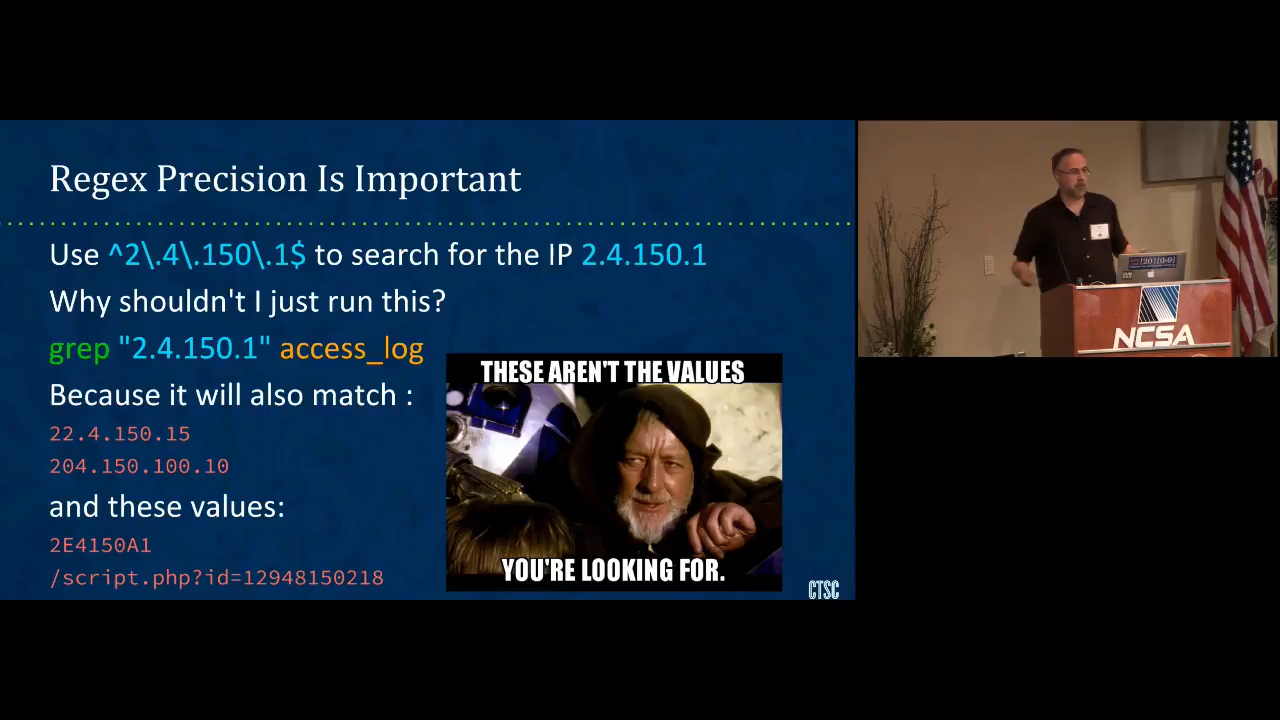 Regex Precision Is Important
Use ^2\.4\.150\.1$ to search for the IP 2.4.150.1
Why shouldn't I just run this?
grep "2.4.150.1" access_log
Because it will also match :
22.4.150.15
204.150.100.10
and these values:
2E4150A1
/script.php?id=12948150218
THESE AREN'T THE VALUES
YOU'RE LOOKING FOR.
CTSC
NCSA